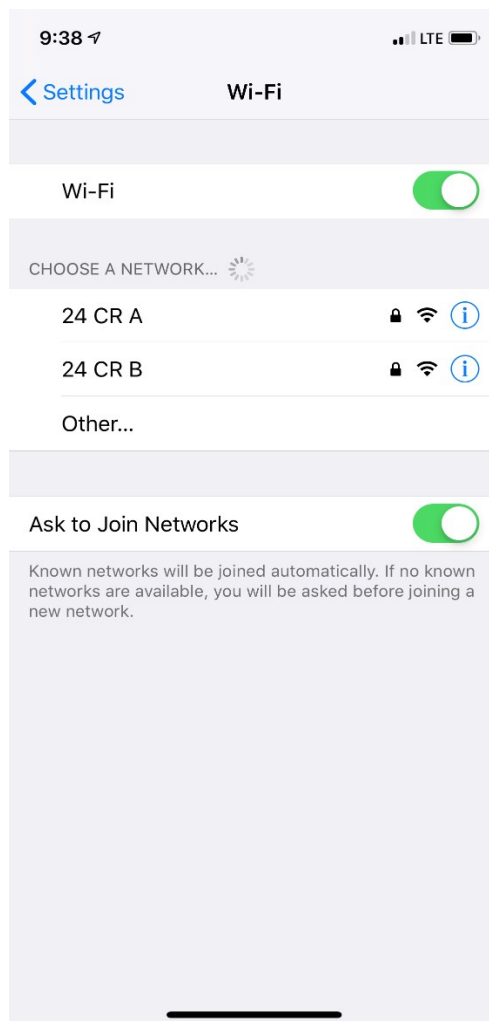 9:38 LTE
Settings Wi-Fi
Wi-Fi
CHOOSE A NETWORK...
24 CR A
24 CR B
Other...
Ask to Join Networks
Known networks will be joined automatically. If no known
networks are available, you will be asked before joining a
new network.